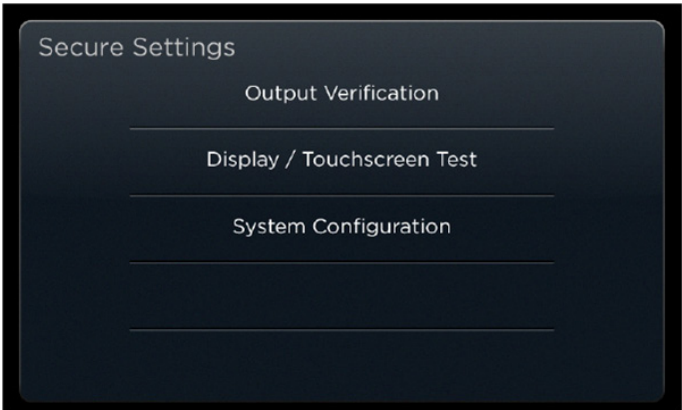 Secure Settings
Output Verification
Display / Touchscreen Test
System Configuration